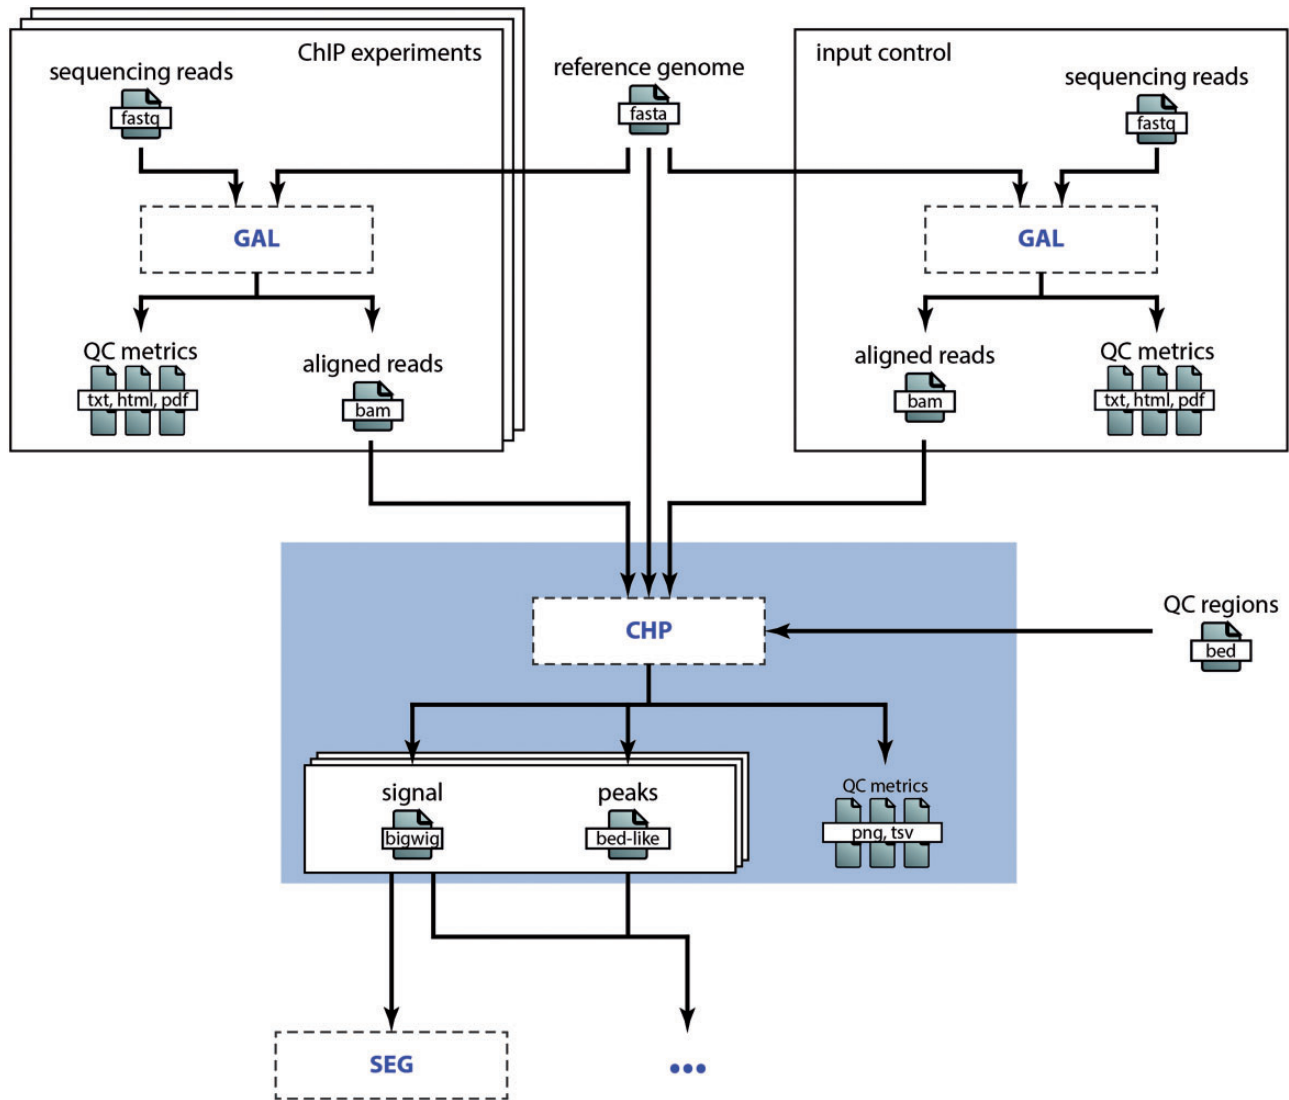 ChIP experiments
sequencing reads
fastq
reference genome
fasta
input control
sequencing reads
fastq
GAL
GAL
QC metrics
txt, html, pdf
aligned reads
bam
aligned reads
bam
QC metrics
txt, html, pdf
CHP
QC regions
bed
signal
bigwig
peaks
bed-like
QC metrics
png, tsv
SEG
•••